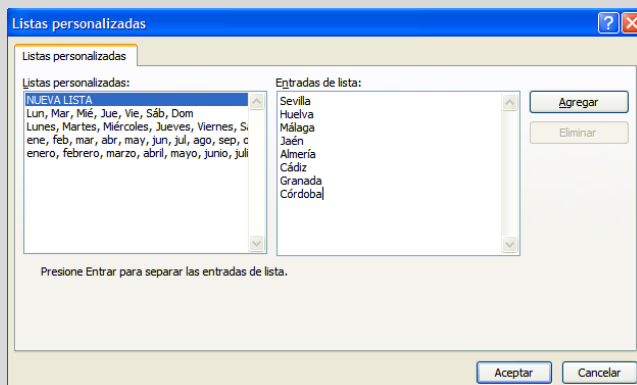 Listas personalizadas
Listas personalizadas
Listas personalizadas:
NUEVA LISTA
Lun, Mar, Mié, Jue, Vie, Sáb, Dom
Lunes, Martes, Miércoles, Jueves, Viernes,
ene, feb, mar, abr, may, jun, jul, ago, sep,
enero, febrero, marzo, abril, mayo, junio,
Entradas de lista:
Sevilla
Huelva
Málaga
Jaén
Almería
Cádiz
Granada
Córdoba
Agregar
Eliminar
Presione Entrar para separar las entradas de lista.
Aceptar
Cancelar